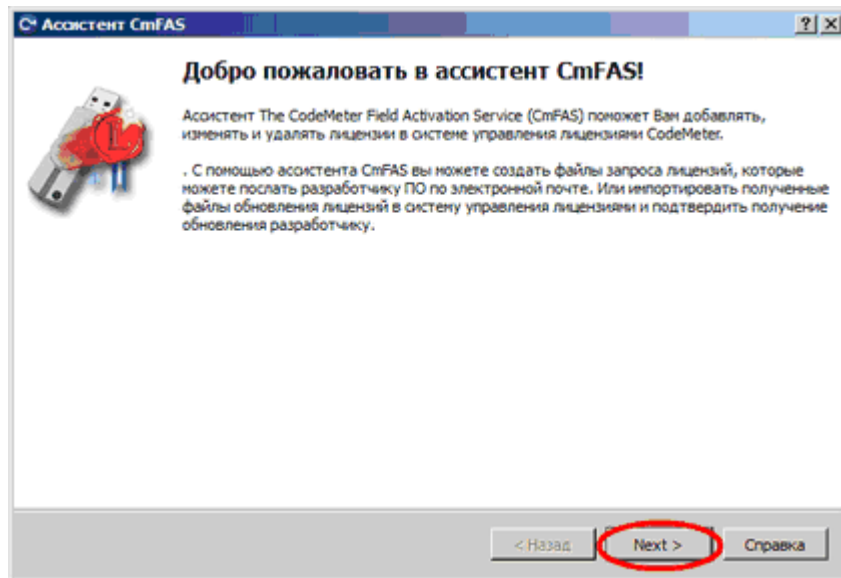 Ассистент CmFAS
Добро пожаловать в ассистент CmFAS!
Ассистент The CodeMeter Field Activation Service (CmFAS) поможет Вам добавлять,
изменять и удалять лицензии в системе управления лицензиями CodeMeter.
. С помощью ассистента CmFAS вы можете создать файлы запроса лицензий, которые
можете послать разработчику ПО по электронной почте. Или импортировать полученные
файлы обновления лицензий в систему управления лицензиями и подтвердить получение
обновления разработчику.
< Назад Next > Справка